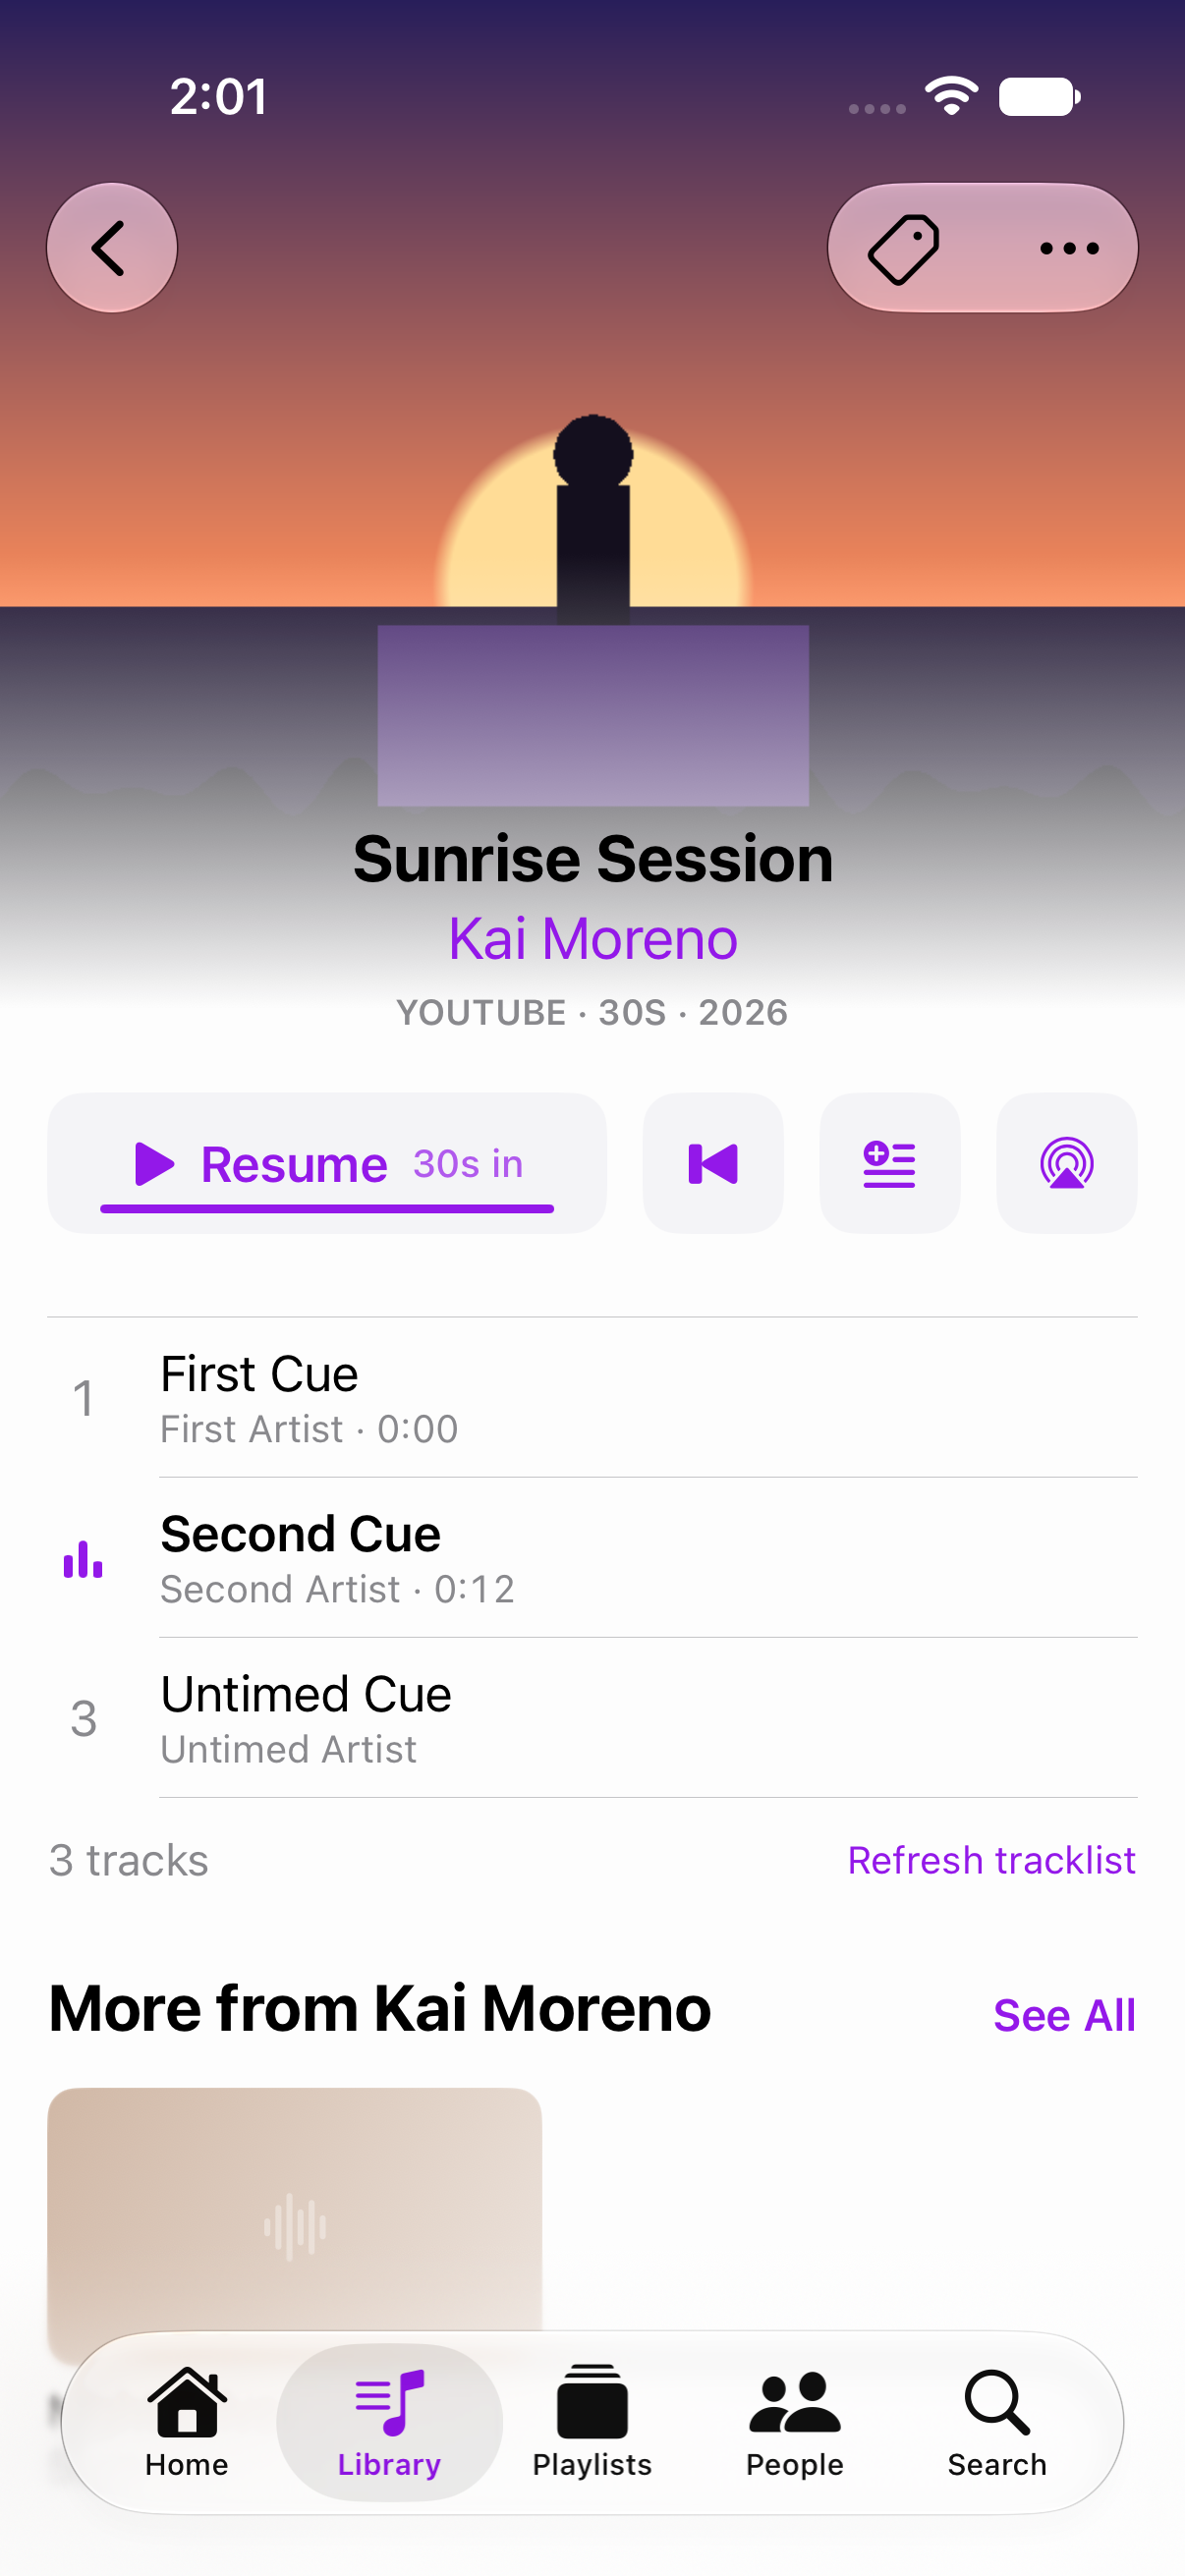 2:01
Sunrise Session
Kai Moreno
YOUTUBE · 30S · 2026
Resume 30s in
1
First Cue
First Artist · 0:00
Second Cue
Second Artist · 0:12
3
Untimed Cue
Untimed Artist
3 tracks
Refresh tracklist
More from Kai Moreno
See All
Home
Library
Playlists
People
Search